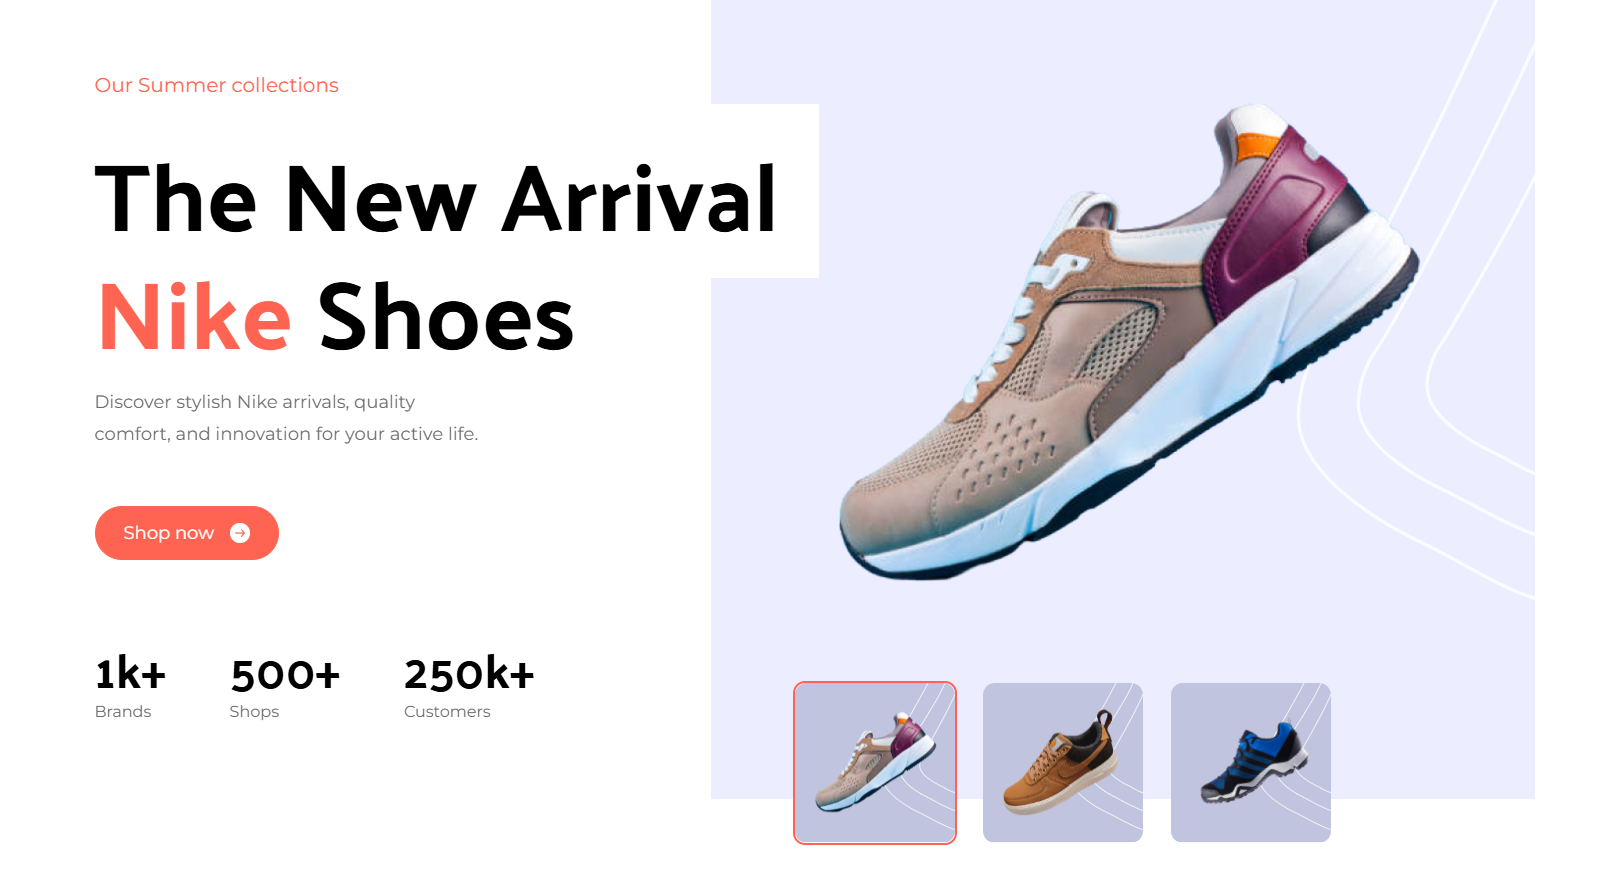 Our Summer collections
The New Arrival
Nike Shoes
Discover stylish Nike arrivals, quality
comfort, and innovation for your active life.
Shop now
1k+ 500+ 250k+
Brands Shops Customers